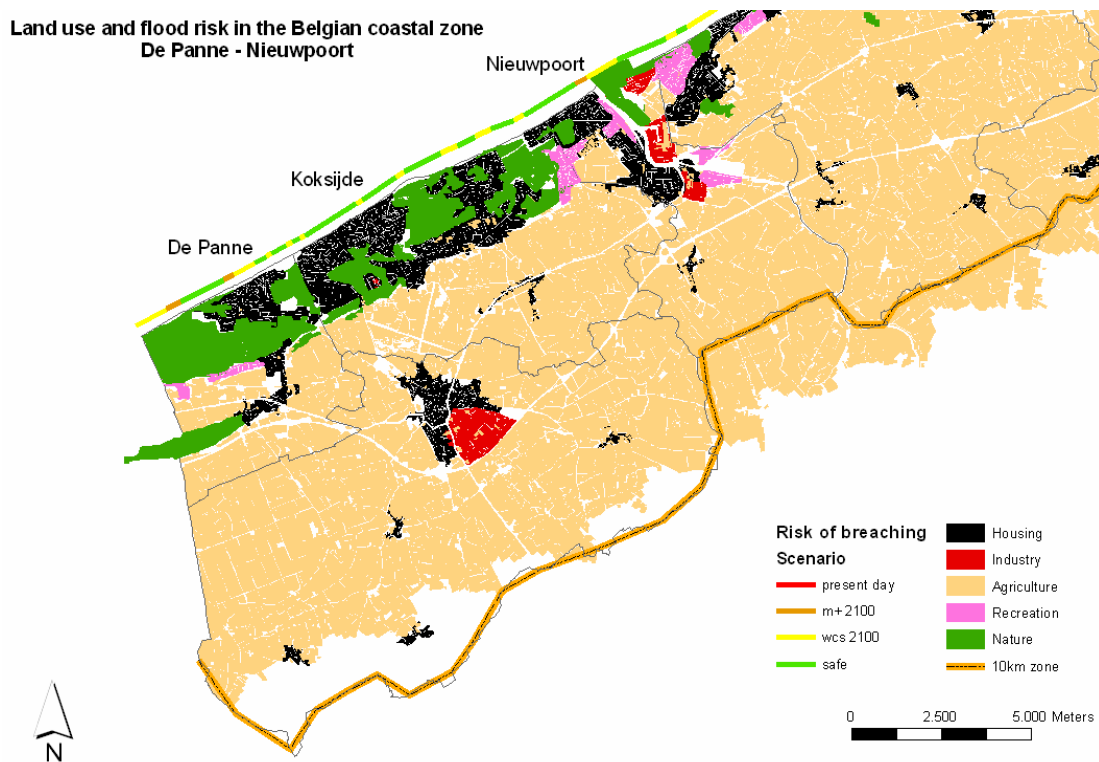 Land use and flood risk in the Belgian coastal zone
De Panne - Nieuwpoort
Nieuwpoort
Koksijde
De Panne
Risk of breaching
Scenario
present day
m+2100
wcs 2100
safe
Housing
Industry
Agriculture
Recreation
Nature
10km zone
0 2.500 5.000 Meters
N